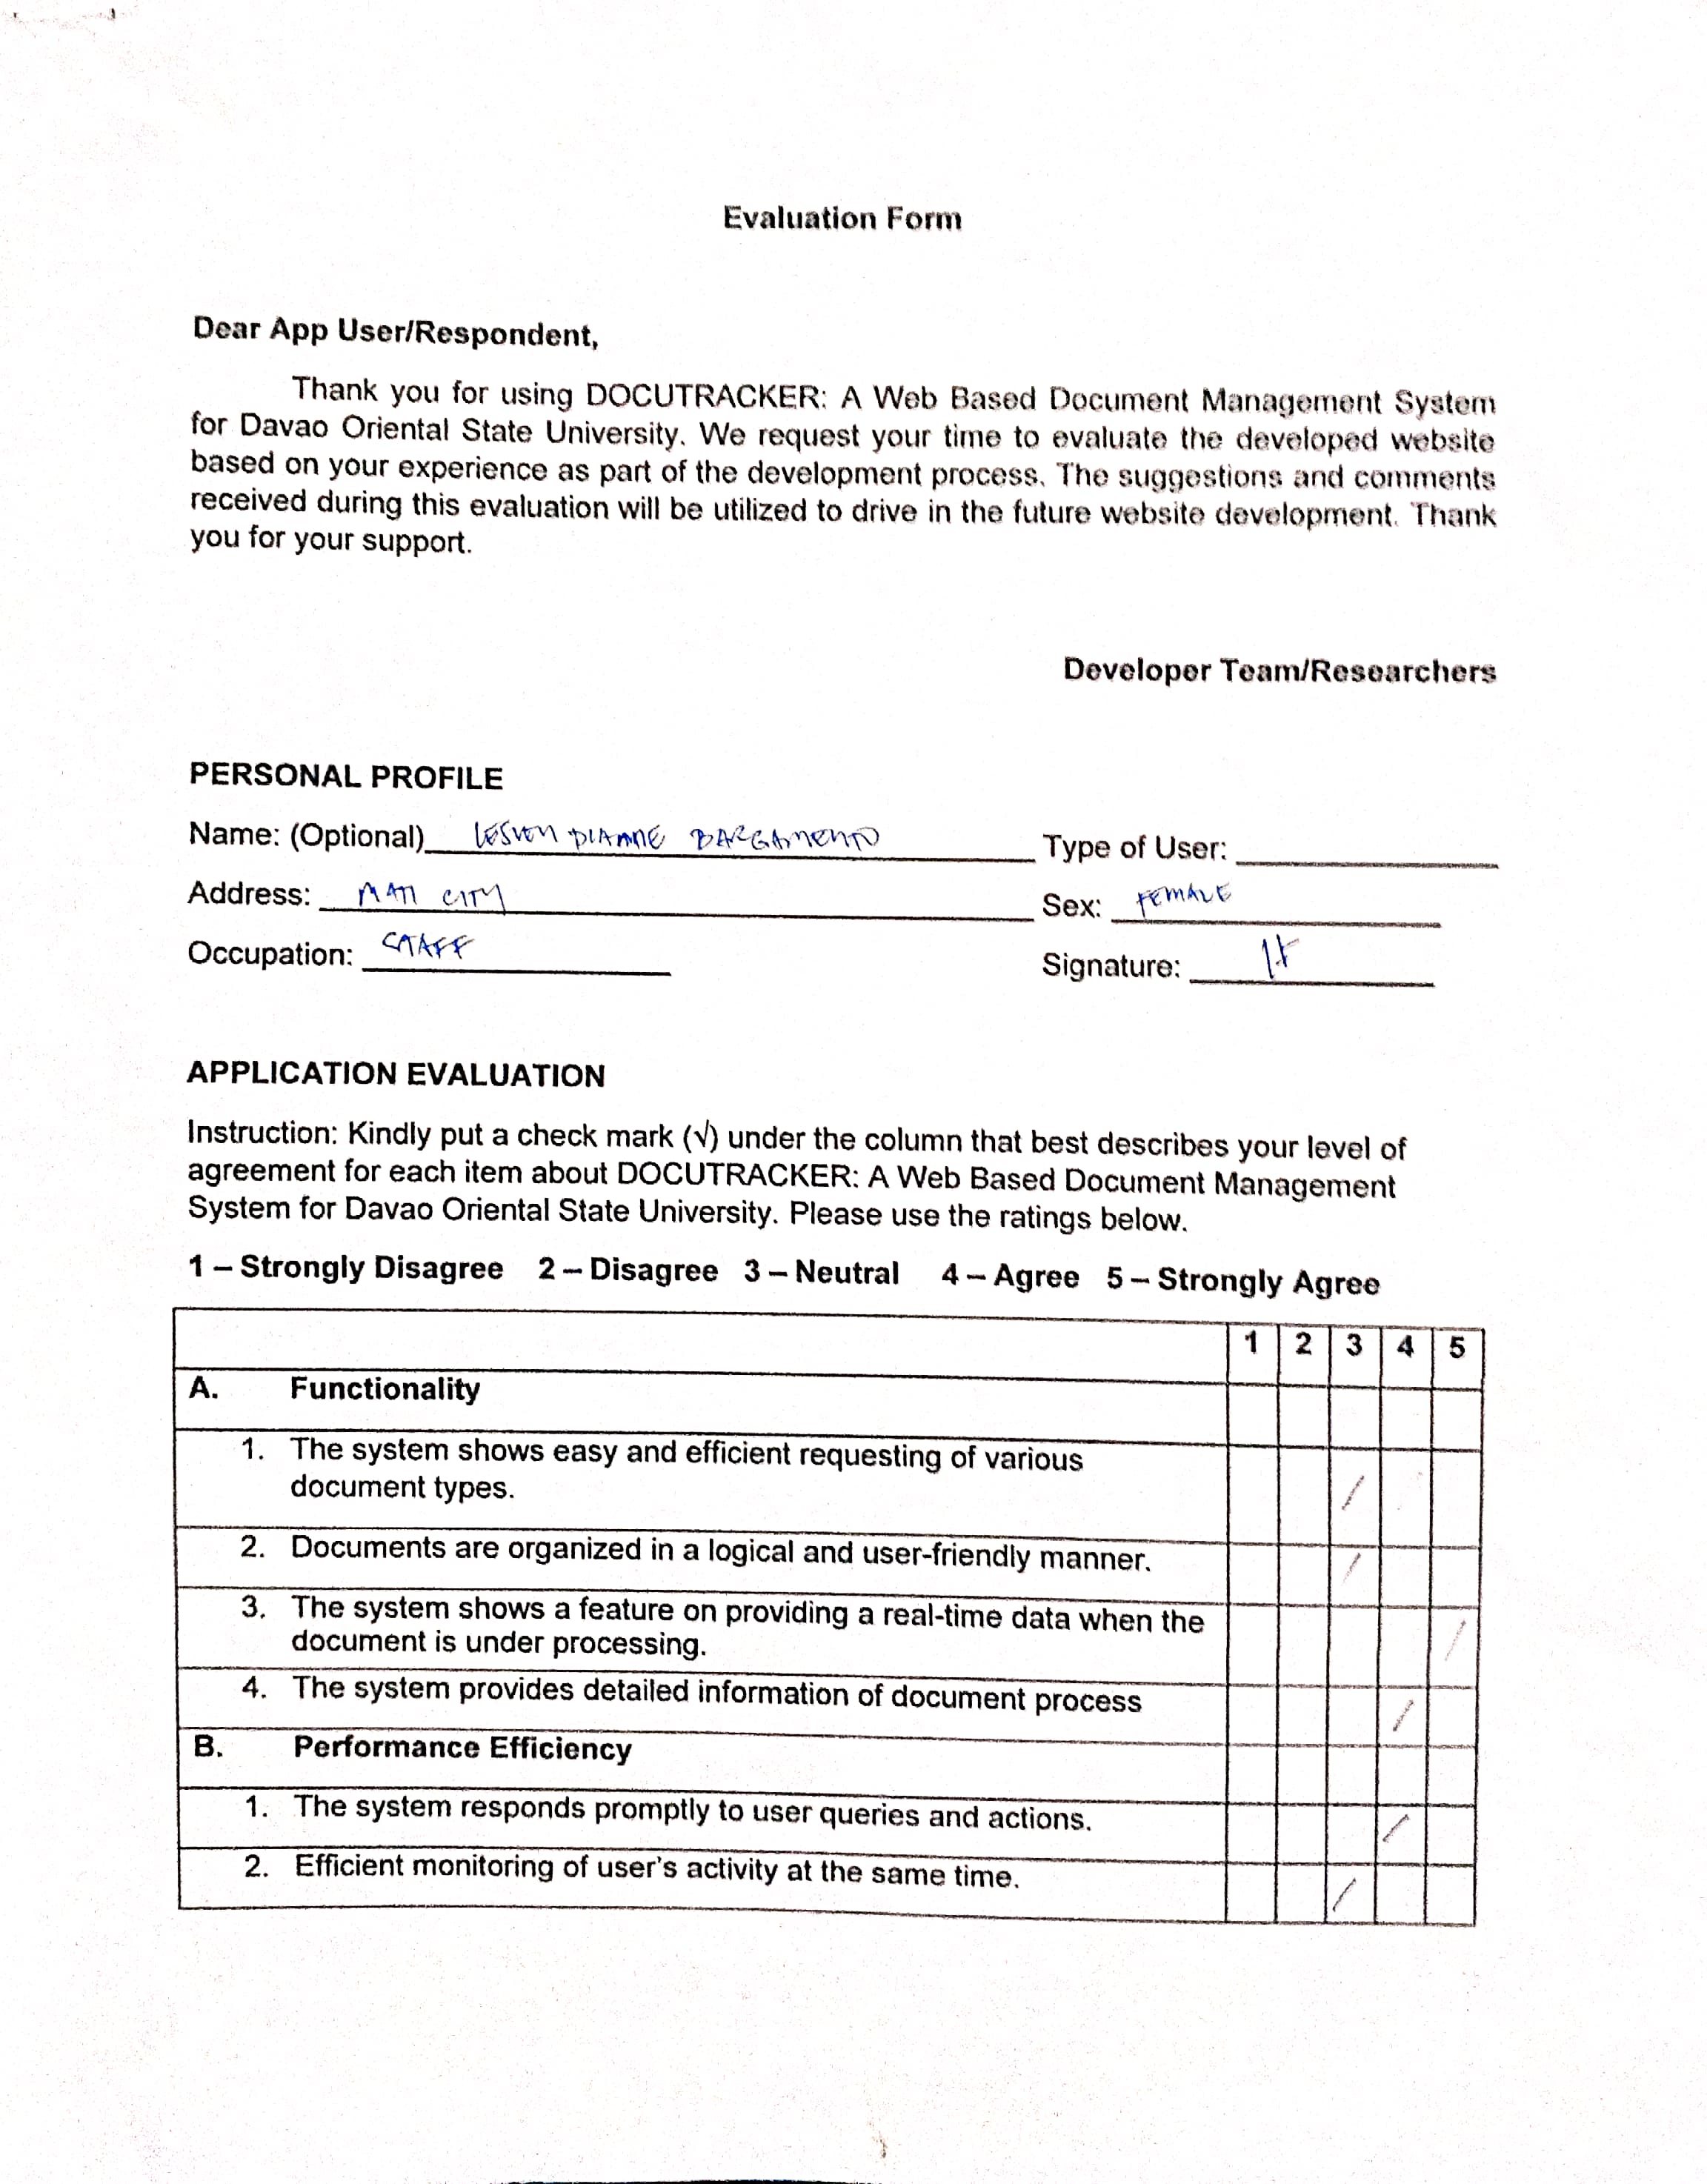 Evaluation Form
Dear App User/Respondent,
Thank you for using DOCUTRACKER: A Web Based Document Management System
for Davao Oriental State University. We request your time to evaluate the developed website
based on your experience as part of the development process. The suggestions and comments
received during this evaluation will be utilized to drive in the future website development. Thank
you for your support.
Developer Team/Researchers
PERSONAL PROFILE
Name: (Optional) DIANNE BARGAMENTO Type of User:
Address: MATI CITY Sex: FEMALE
Occupation: STAFF Signature:
APPLICATION EVALUATION
Instruction: Kindly put a check mark (√) under the column that best describes your level of
agreement for each item about DOCUTRACKER: A Web Based Document Management
System for Davao Oriental State University. Please use the ratings below.
1 – Strongly Disagree 2 – Disagree 3 – Neutral 4 – Agree 5 – Strongly Agree
1 2 3 4 5
A. Functionality
1. The system shows easy and efficient requesting of various
document types. /
2. Documents are organized in a logical and user-friendly manner. /
3. The system shows a feature on providing a real-time data when the /
document is under processing.
4. The system provides detailed information of document process /
B. Performance Efficiency
1. The system responds promptly to user queries and actions. /
2. Efficient monitoring of user's activity at the same time. /